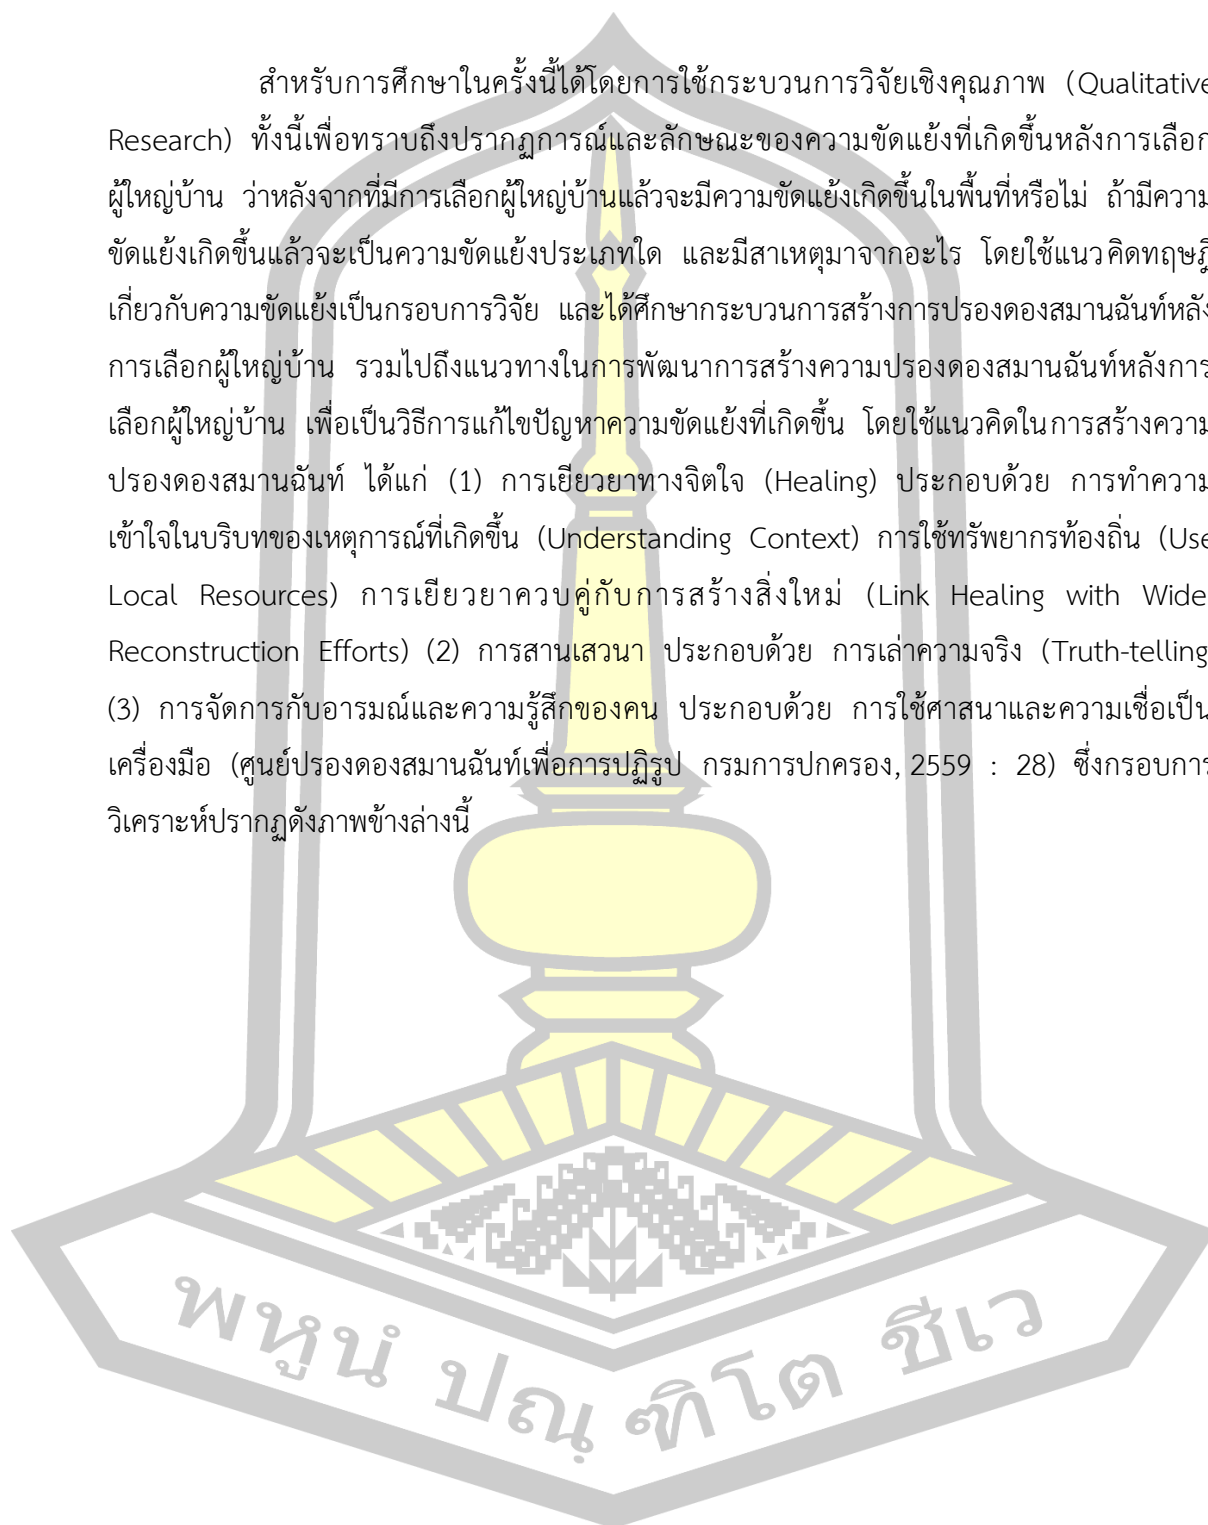 สำหรับการศึกษาในครั้งนี้ได้โดยการใช้กระบวนการวิจัยเชิงคุณภาพ (Qualitative
Research) ทั้งนี้เพื่อทราบถึงปรากฏการณ์และลักษณะของความขัดแย้งที่เกิดขึ้นหลังการเลือก
ผู้ใหญ่บ้าน ว่าหลังจากที่มีการเลือกผู้ใหญ่บ้านแล้วจะมีความขัดแย้งเกิดขึ้นในพื้นที่หรือไม่ ถ้ามีความ
ขัดแย้งเกิดขึ้นแล้วจะเป็นความขัดแย้งประเภทใด และมีสาเหตุมาจากอะไร โดยใช้แนวคิดทฤษฎี
เกี่ยวกับความขัดแย้งเป็นกรอบการวิจัย และได้ศึกษากระบวนการสร้างการปรองดองสมานฉันท์หลัง
การเลือกผู้ใหญ่บ้าน รวมไปถึงแนวทางในการพัฒนาการสร้างความปรองดองสมานฉันท์หลังการ
เลือกผู้ใหญ่บ้าน เพื่อเป็นวิธีการแก้ไขปัญหาความขัดแย้งที่เกิดขึ้น โดยใช้แนวคิดในการสร้างความ
ปรองดองสมานฉันท์ ได้แก่ (1) การเยียวยาทางจิตใจ (Healing) ประกอบด้วย การทำความ
เข้าใจในบริบทของเหตุการณ์ที่เกิดขึ้น (Understanding Context) การใช้ทรัพยากรท้องถิ่น (Use
Local Resources) การเยียวยาควบคู่กับการสร้างสิ่งใหม่ (Link Healing with Wide
Reconstruction Efforts) (2) การสานเสวนา ประกอบด้วย การเล่าความจริง (Truth-telling
(3) การจัดการกับอารมณ์และความรู้สึกของคน ประกอบด้วย การใช้ศาสนาและความเชื่อเป็น
เครื่องมือ (ศูนย์ปรองดองสมานฉันท์เพื่อการปฏิรูป กรมการปกครอง, 2559 : 28) ซึ่งกรอบการ
วิเคราะห์ปรากฏดังภาพข้างล่างนี้
พหูนํ ปณฺฑิโต ชีเว